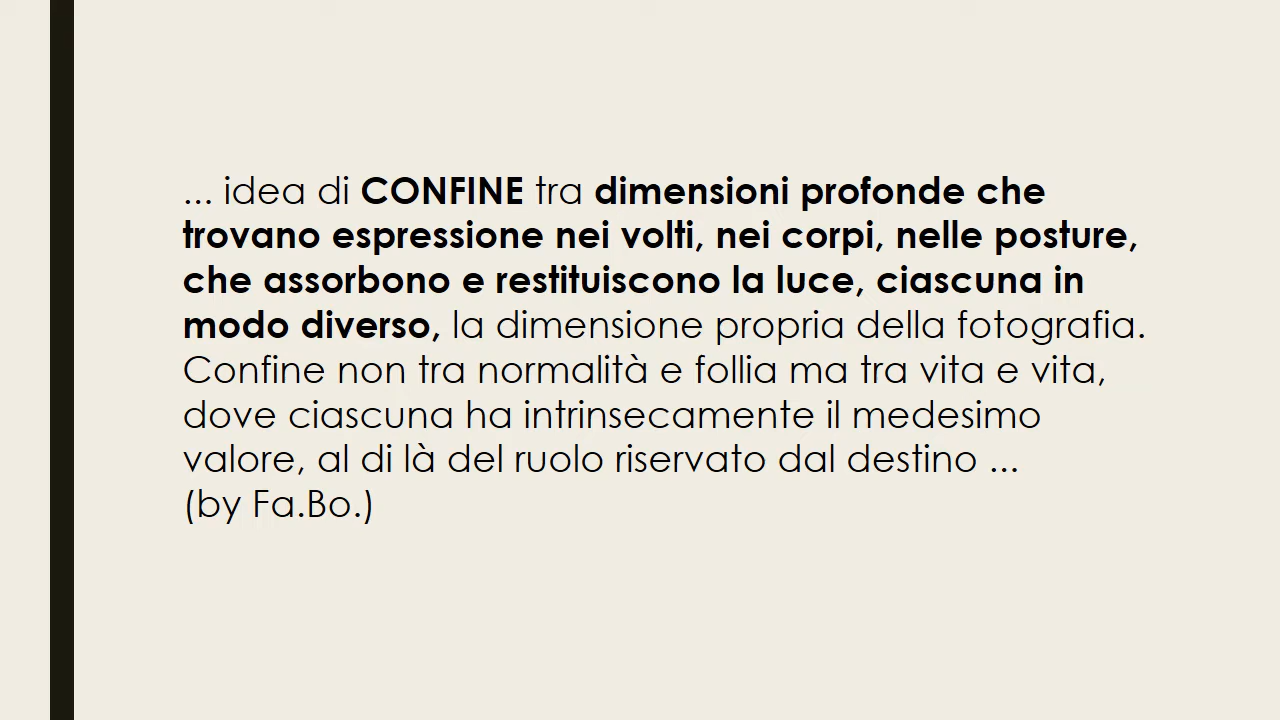 ... idea di CONFINE tra dimensioni profonde che
trovano espressione nei volti, nei corpi, nelle posture,
che assorbono e restituiscono la luce, ciascuna in
modo diverso, la dimensione propria della fotografia.
Confine non tra normalità e follia ma tra vita e vita,
dove ciascuna ha intrinsecamente il medesimo
valore, al di là del ruolo riservato dal destino ...
(by Fa.Bo.)